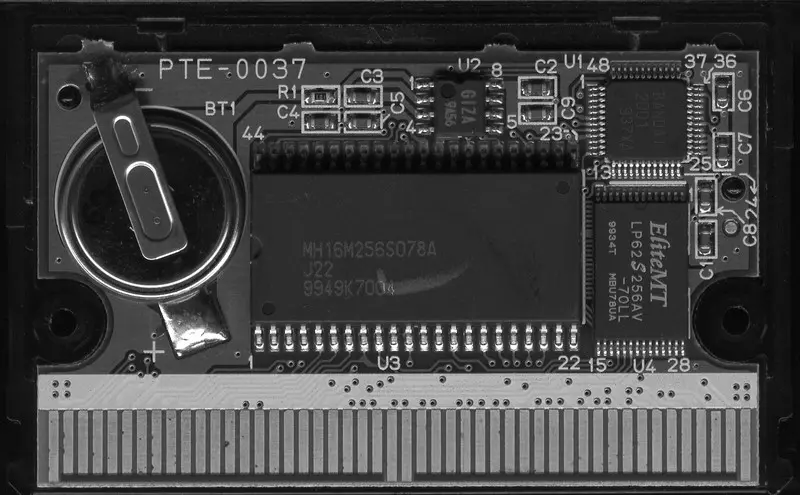 PTE-0037
U2
U1
48
37
36
R1
C3
1
8
C2
1
BT1
C4
C5
4
5
C9
C6
44
23
13
25
C7
24
C8
C1
MH16M256S078A
J22
9949K7004
EliteMT
LP62S256AV
-70LL
9934T
MBU78UA
+
1
U3
22
15
U4
28